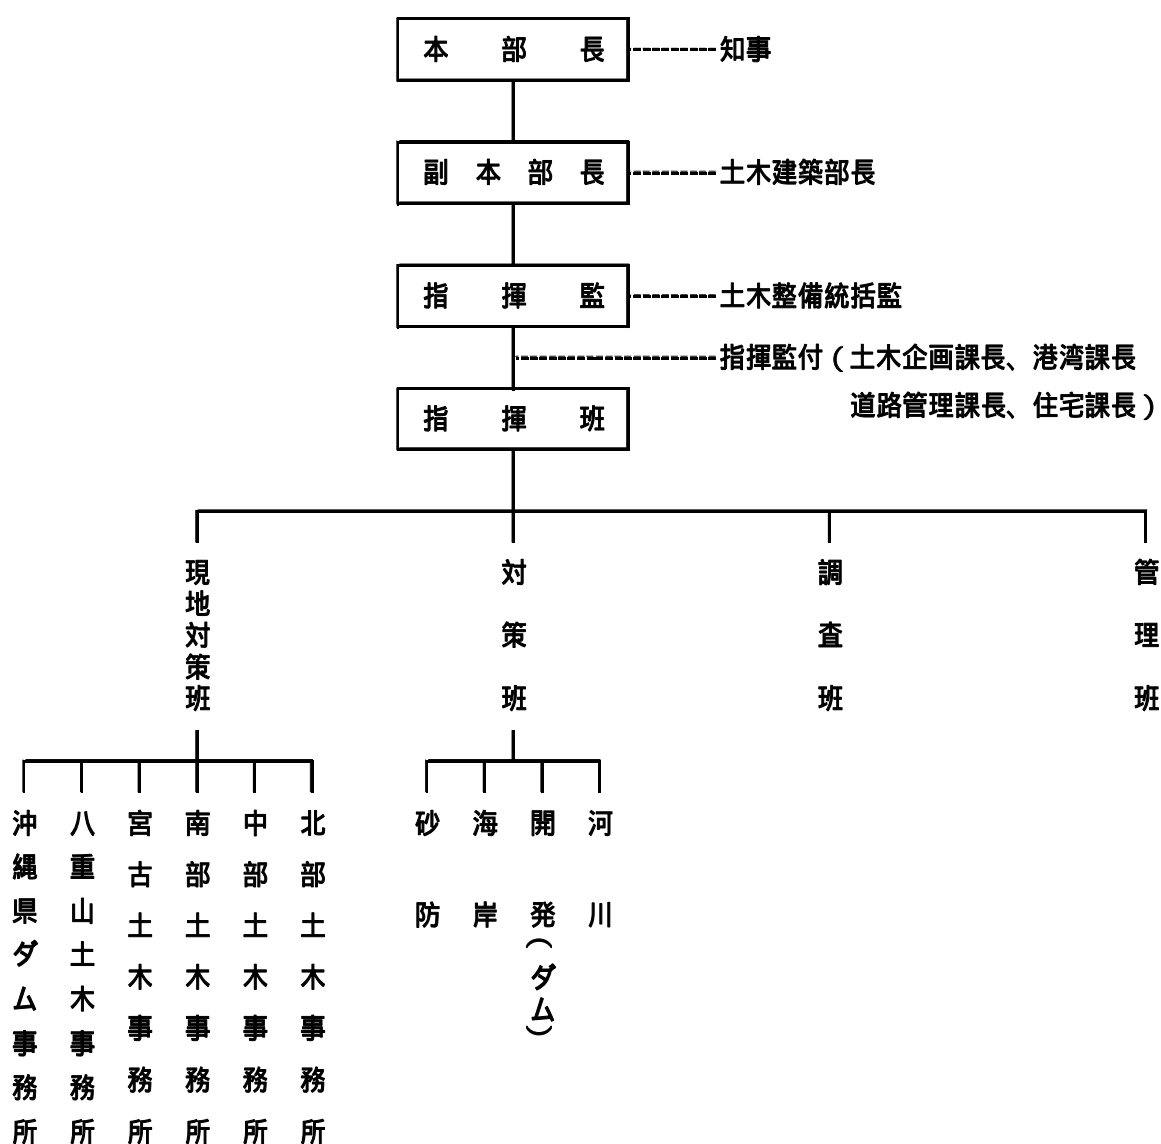 本部長 知事
副本部長 土木建築部長
指揮監 土木整備統括監
指揮監付(土木企画課長、港湾課長
道路管理課長、住宅課長)
指揮班
管理班
調査班
対策班
現地対策班
河川
開発(ダム)
海岸
砂防
北部土木事務所
中部土木事務所
南部土木事務所
宮古土木事務所
八重山土木事務所
沖縄県ダム事務所